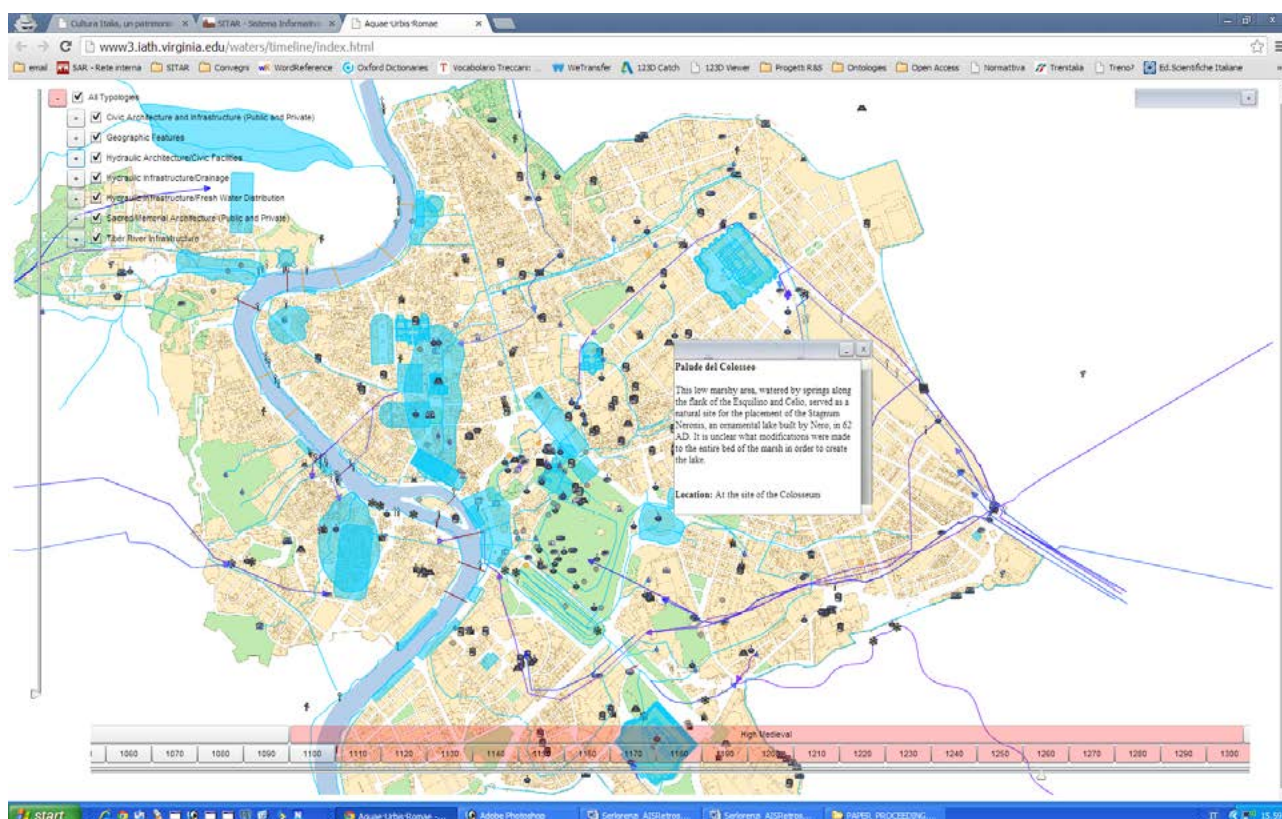 Cultura Italia, un patrimonio
SITAR - Sistema Informativo
Aquae Urbis Romae
www3.iath.virginia.edu/waters/timeline/index.html
email SAR - Rete interna SITAR Convegni WordReference Oxford Dictionaries Vocabolario Treccani: ... WeTransfer 123D Catch 123D Viewer Progetti R&S Ontologies Open Access Normattiva Trenitalia Treno? Ed.Scientifiche Italiane
All Typologies
Civic Architecture and Infrastructure (Public and Private)
Geographic Features
Hydraulic Architecture/Civic Facilities
Hydraulic Infrastructure/Drainage
Hydraulic Infrastructure/Fresh Water Distribution
Sacred/Memorial Architecture (Public and Private)
Tiber River Infrastructure
Palude del Colosseo
This low marshy area, watered by springs along
the flank of the Esquilino and Celio, served as a
natural site for the placement of the Stagnum
Neronis, an ornamental lake built by Nero, in 62
AD. It is unclear what modifications were made
to the entire bed of the marsh in order to create
the lake.
Location: At the site of the Colosseum
High Medieval
1060 1070 1080 1090 1100 1110 1120 1130 1140 1150 1160 1170 1180 1190 1200 1210 1220 1230 1240 1250 1260 1270 1280 1290 1300
start Aquae Urbis Romae -... Adobe Photoshop Serlorenzi_AISRetros... Serlorenzi_AISRetros... PAPER_PROCEEDING... IT